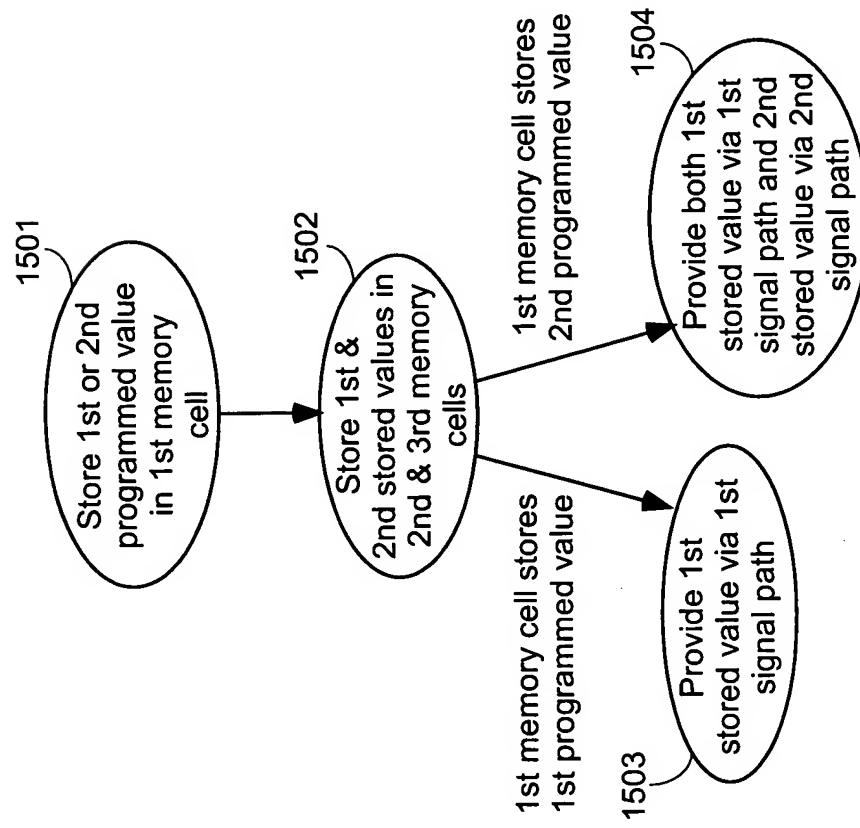 1501
Store 1st or 2nd
programmed value
in 1st memory
cell
1502
Store 1st &
2nd stored values in
2nd & 3rd memory
cells
1st memory cell stores
1st programmed value
1st memory cell stores
2nd programmed value
1503
Provide 1st
stored value via 1st
signal path
1504
Provide both 1st
stored value via 1st
signal path and 2nd
stored value via 2nd
signal path